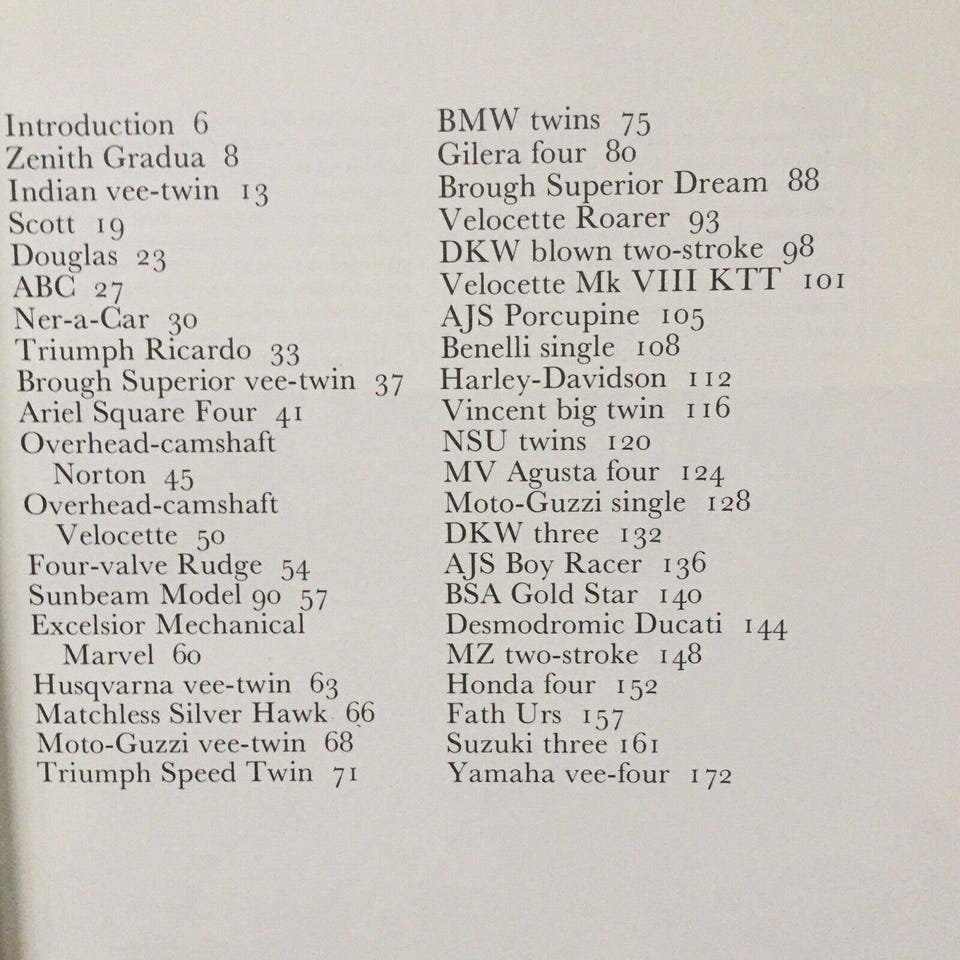 Introduction 6
Zenith Gradua 8
Indian vee-twin 13
Scott 19
Douglas 23
ABC 27
Ner-a-Car 30
Triumph Ricardo 33
Brough Superior vee-twin 37
Ariel Square Four 41
Overhead-camshaft
Norton 45
Overhead-camshaft
Velocette 50
Four-valve Rudge 54
Sunbeam Model 90 57
Excelsior Mechanical
Marvel 60
Husqvarna vee-twin 63
Matchless Silver Hawk 66
Moto-Guzzi vee-twin 68
Triumph Speed Twin 71
BMW twins 75
Gilera four 80
Brough Superior Dream 88
Velocette Roarer 93
DKW blown two-stroke 98
Velocette Mk VIII KTT 101
AJS Porcupine 105
Benelli single 108
Harley-Davidson 112
Vincent big twin 116
NSU twins 120
MV Agusta four 124
Moto-Guzzi single 128
DKW three 132
AJS Boy Racer 136
BSA Gold Star 140
Desmodromic Ducati 144
MZ two-stroke 148
Honda four 152
Fath Urs 157
Suzuki three 161
Yamaha vee-four 172